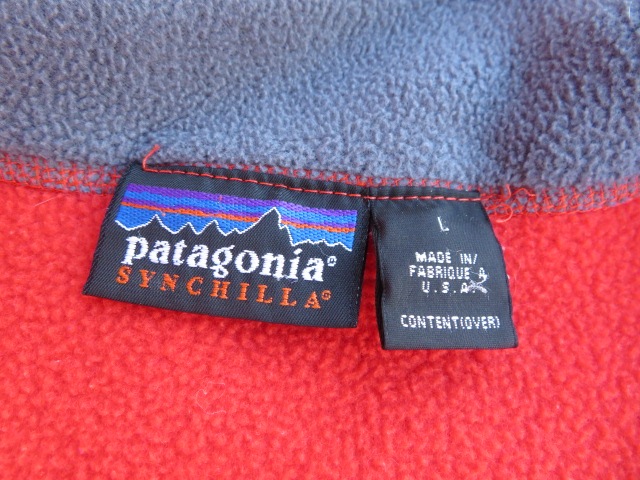 patagonia®
SYNCHILLA®
L
MADE IN/
FABRIQUE A
U.S.A.
CONTENT(OVER)